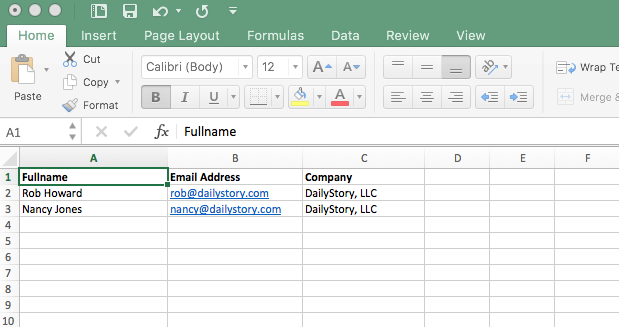 Home Insert Page Layout Formulas Data Review View
Cut
Calibri (Body) 12 A A
Copy
Wrap Te
Paste
Format
B I U A
Merge &
A1 fx Fullname
A B C D E F
1 Fullname Email Address Company
2 Rob Howard rob@dailystory.com DailyStory, LLC
3 Nancy Jones nancy@dailystory.com DailyStory, LLC
4
5
6
7
8
9
10